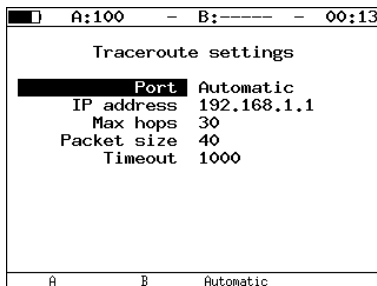 A:100 – B:----- – 00:13
Traceroute settings
Port Automatic
IP address 192.168.1.1
Max hops 30
Packet size 40
Timeout 1000
A B Automatic